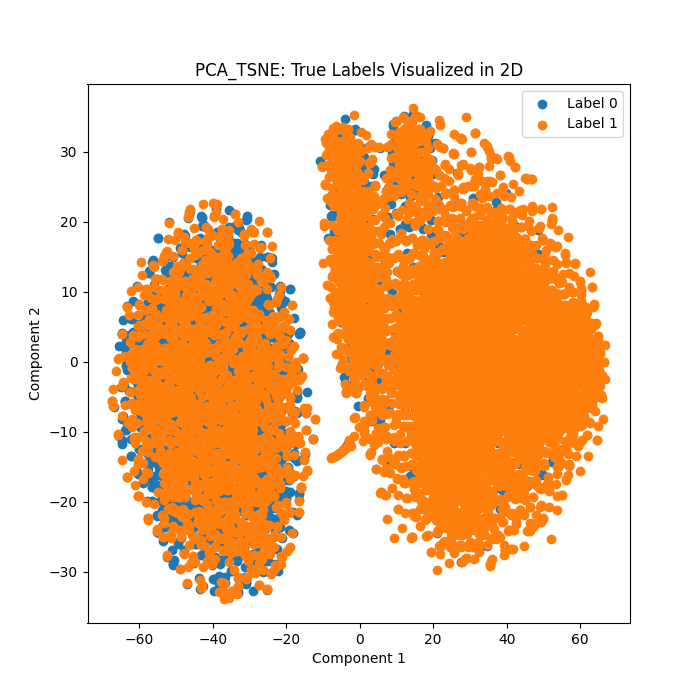 PCA_TSNE: True Labels Visualized in 2D
Label 0
Label 1
30
20
10
0
−10
−20
−30
Component 2
−60
−40
−20
0
20
40
60
Component 1